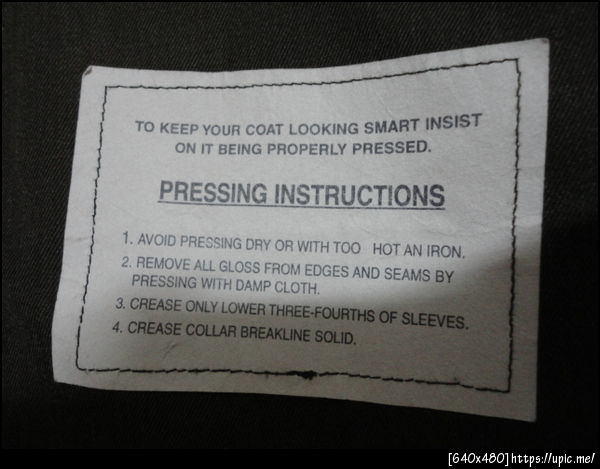 TO KEEP YOUR COAT LOOKING SMART INSIST
ON IT BEING PROPERLY PRESSED.
PRESSING INSTRUCTIONS
1. AVOID PRESSING DRY OR WITH TOO HOT AN IRON.
2. REMOVE ALL GLOSS FROM EDGES AND SEAMS BY
PRESSING WITH DAMP CLOTH.
3. CREASE ONLY LOWER THREE-FOURTHS OF SLEEVES.
4. CREASE COLLAR BREAKLINE SOLID.
[640x480]https://upic.me/